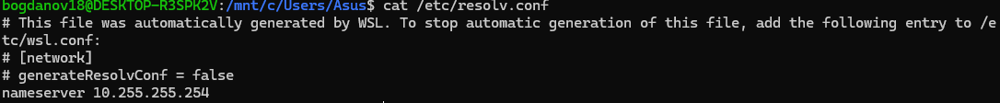 bogdanov18@DESKTOP-R3SPK2V:/mnt/c/Users/Asus$ cat /etc/resolv.conf
# This file was automatically generated by WSL. To stop automatic generation of this file, add the following entry to /e
tc/wsl.conf:
# [network]
# generateResolvConf = false
nameserver 10.255.255.254